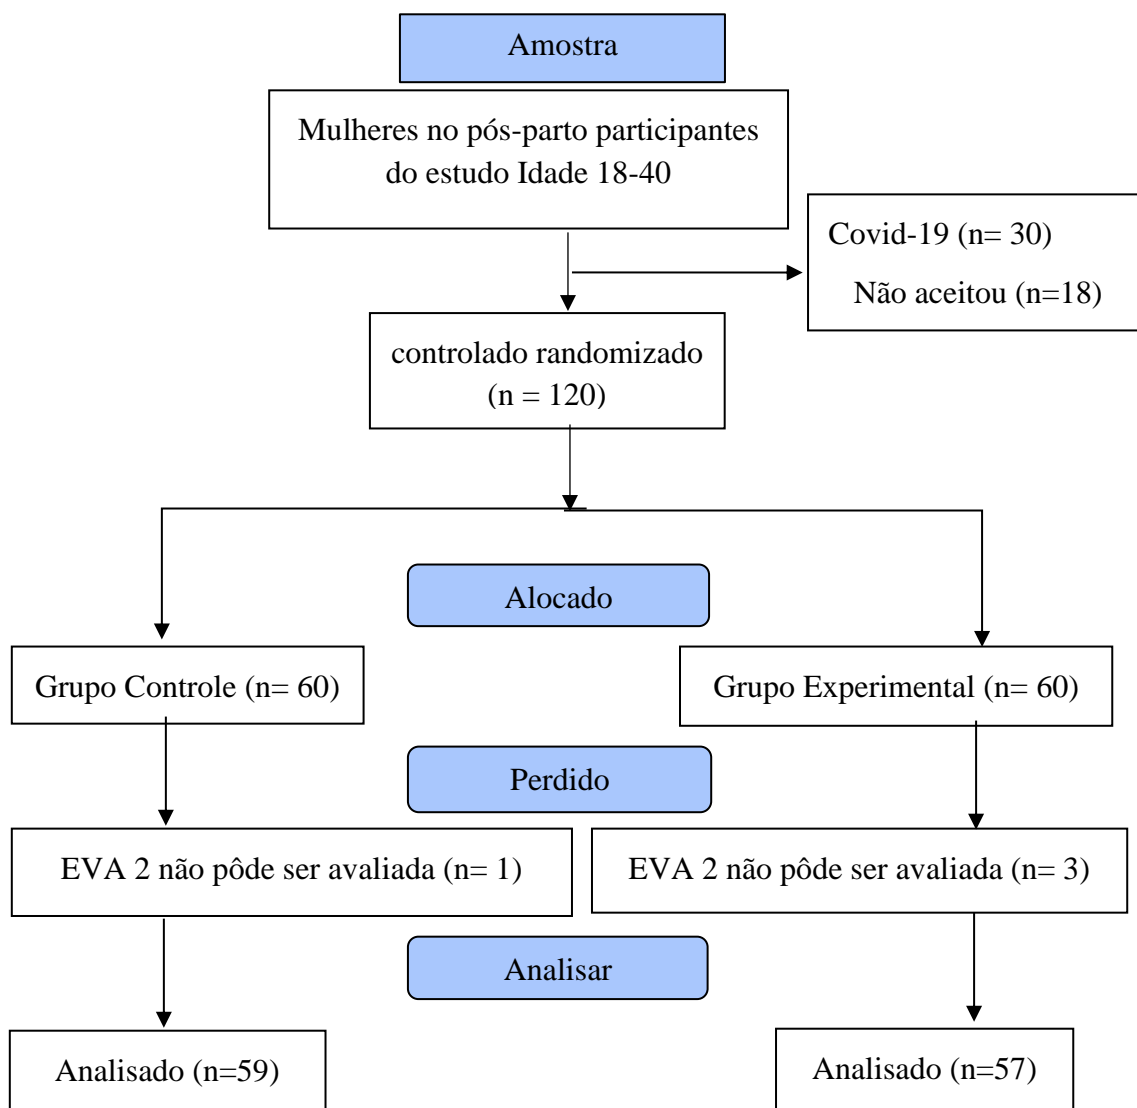 Amostra
Mulheres no pós-parto participantes
do estudo Idade 18-40
Covid-19 (n= 30)
Não aceitou (n=18)
controlado randomizado
(n = 120)
Alocado
Grupo Controle (n= 60)
Grupo Experimental (n= 60)
Perdido
EVA 2 não pôde ser avaliada (n= 1)
EVA 2 não pôde ser avaliada (n= 3)
Analisar
Analisado (n=59)
Analisado (n=57)